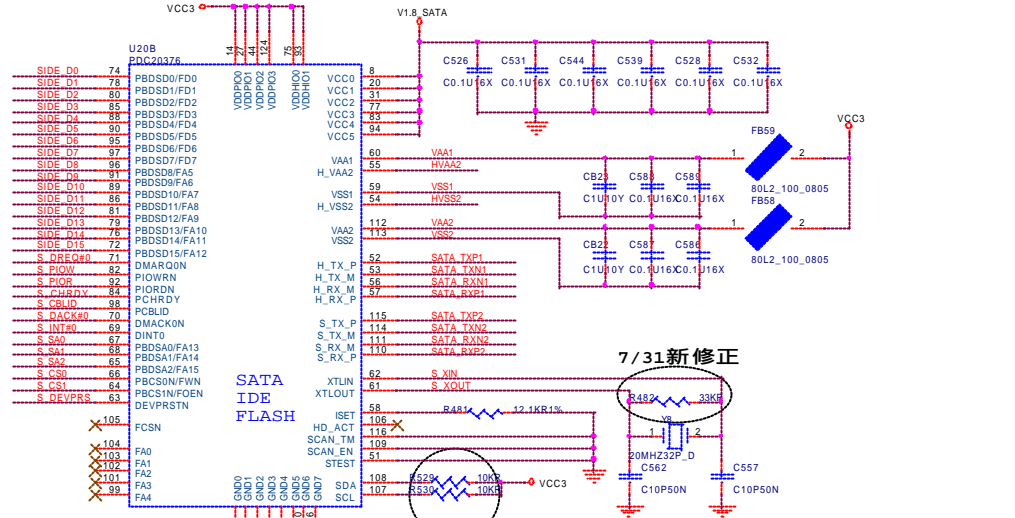 VCC3
V1.8_SATA
U20B
PDC20376
14
27
44
124
75
93
VDDPIO0
VDDPIO1
VDDPIO2
VDDPIO3
VDDHIO0
VDDHIO1
SIDE_D0 74 PBDSD0/FD0
SIDE_D1 78 PBDSD1/FD1
SIDE_D2 80 PBDSD2/FD2
SIDE_D3 85 PBDSD3/FD3
SIDE_D4 88 PBDSD4/FD4
SIDE_D5 90 PBDSD5/FD5
SIDE_D6 95 PBDSD6/FD6
SIDE_D7 97 PBDSD7/FD7
SIDE_D8 96 PBDSD8/FA5
SIDE_D9 91 PBDSD9/FA6
SIDE_D10 89 PBDSD10/FA7
SIDE_D11 86 PBDSD11/FA8
SIDE_D12 81 PBDSD12/FA9
SIDE_D13 79 PBDSD13/FA10
SIDE_D14 76 PBDSD14/FA11
SIDE_D15 72 PBDSD15/FA12
S_DREQ#0 71 DMARQ0N
S_PIOW 82 PIOWRN
S_PIOR 92 PIORDN
S_CHRDY 84 PCHRDY
S_CBLID 98 PCBLID
S_DACK#0 70 DMACK0N
S_INT#0 69 DINT0
S_SA0 67 PBDSA0/FA13
S_SA1 68 PBDSA1/FA14
S_SA2 65 PBDSA2/FA15
S_CS0 66 PBCS0N/FWN
S_CS1 64 PBCS1N/FOEN
S_DEVPRS 63 DEVPRSTN
105 FCSN
104 FA0
103 FA1
102 FA2
101 FA3
99 FA4
SATA
IDE
FLASH
GND0
GND1
GND2
GND3
GND4
GND5
GND6
GND7
0
6
VCC0 8
VCC1 20
VCC2 31
VCC3 77
VCC4 83
VCC5 94
VAA1 60 VAA1
H_VAA2 55 HVAA2
VSS1 59 VSS1
H_VSS2 54 HVSS2
VAA2 112 VAA2
VSS2 113 VSS2
H_TX_P 52 SATA_TXP1
H_TX_M 53 SATA_TXN1
H_RX_M 56 SATA_RXN1
H_RX_P 57 SATA_RXP1
S_TX_P 115 SATA_TXP2
S_TX_M 114 SATA_TXN2
S_RX_M 111 SATA_RXN2
S_RX_P 110 SATA_RXP2
XTLIN 62 S_XIN
XTLOUT 61 S_XOUT
ISET 58 R481 12.1KR1%
HD_ACT 106
SCAN_TM 116
SCAN_EN 109
STEST 51
SDA 108 R529 10KR
SCL 107 R530 10KR
VCC3
C526 C531 C544 C539 C528 C532
C0.1U16X C0.1U16X C0.1U16X C0.1U16X C0.1U16X C0.1U16X
VCC3
FB59
1 2
80L2_100_0805
CB23 C588 C589
C1U10Y C0.1U16X C0.1U16X
FB58
1 2
80L2_100_0805
CB22 C587 C586
C1U10Y C0.1U16X C0.1U16X
7/31新修正
R482 33KR
Y8
1 2
20MHZ32P_D
C562 C557
C10P50N C10P50N